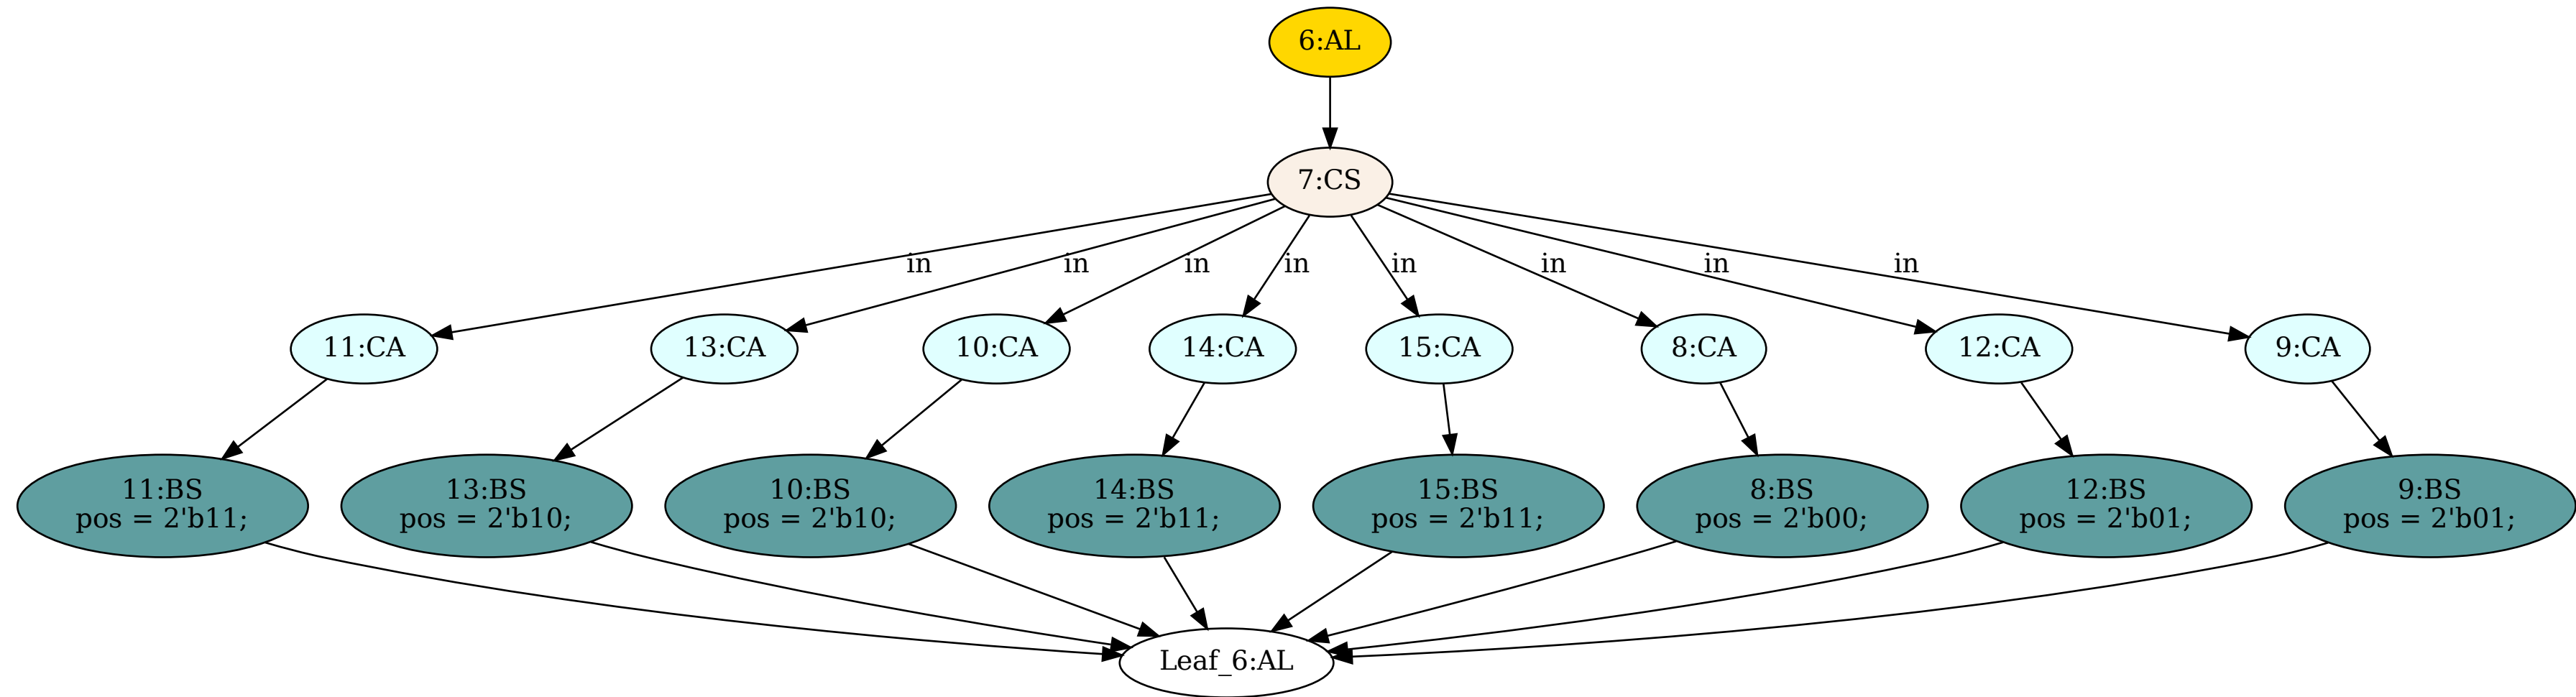 6:AL
7:CS
in
in
in
in
in
in
in
in
11:CA
13:CA
10:CA
14:CA
15:CA
8:CA
12:CA
9:CA
11:BS
pos = 2'b11;
13:BS
pos = 2'b10;
10:BS
pos = 2'b10;
14:BS
pos = 2'b11;
15:BS
pos = 2'b11;
8:BS
pos = 2'b00;
12:BS
pos = 2'b01;
9:BS
pos = 2'b01;
Leaf_6:AL